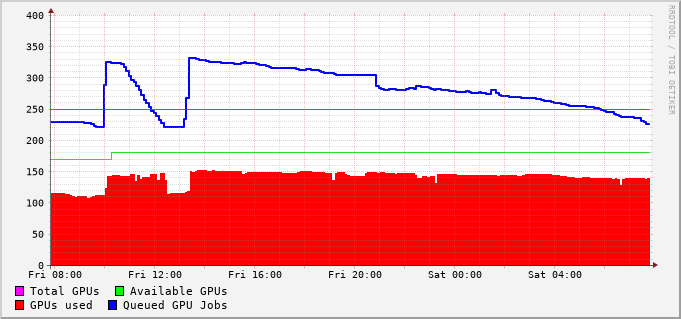 400
350
300
250
200
150
100
50
0
Fri 08:00 Fri 12:00 Fri 16:00 Fri 20:00 Sat 00:00 Sat 04:00
Total GPUs Available GPUs
GPUs used Queued GPU Jobs
RRDTOOL / TOBI OETIKER